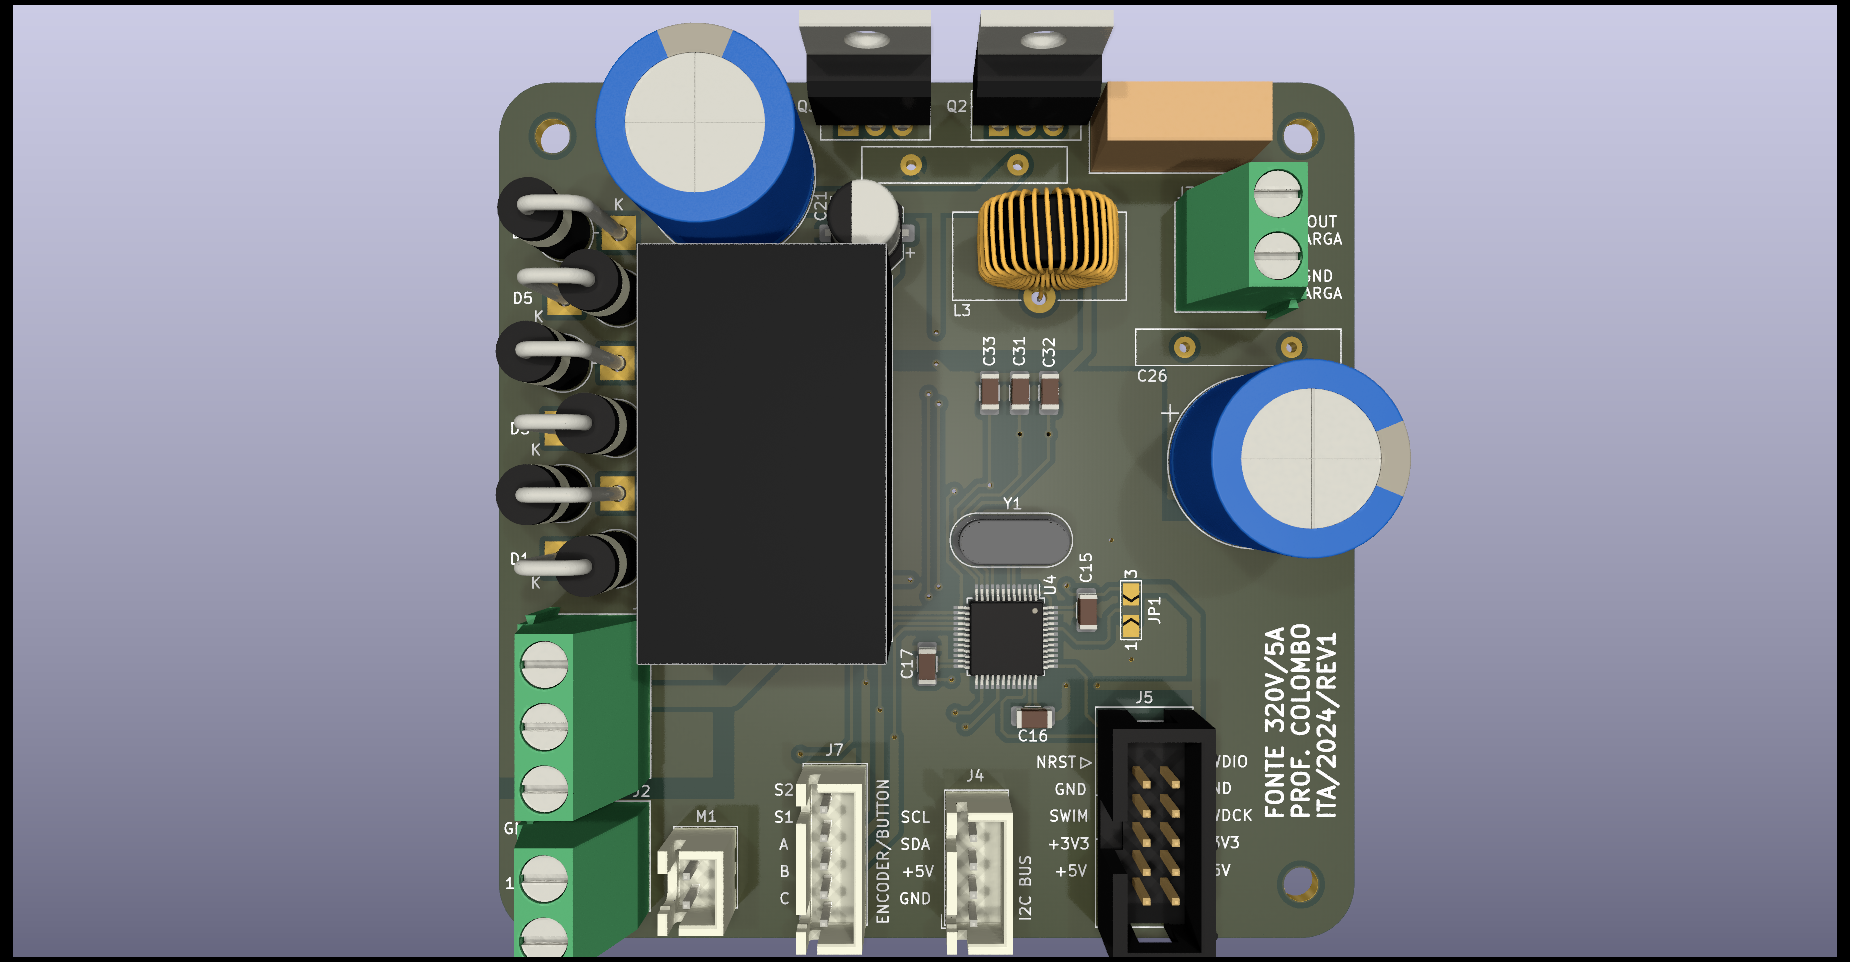 Q2
C21
K
D5
K
L3
OUT
GND
C33
C31
C32
C26
K
Y1
K
C15
U4
3
JP1
1
C17
C16
FONTE 320V/5A
PROF. COLOMBO
ITA/2024/REV1
J5
NRST
GND
SWIM
+3V3
+5V
J7
S2
S1
A
B
C
ENCODER/BUTTON
J4
SCL
SDA
+5V
GND
I2C BUS
M1